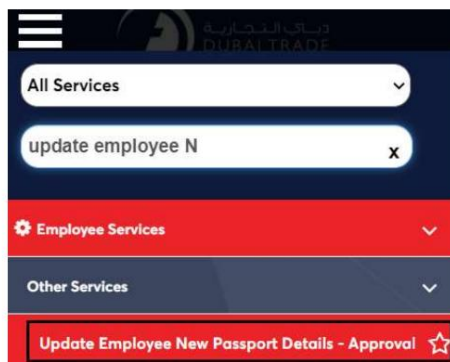 دبي التجارية
DUBAI TRADE
All Services
update employee N
x
Employee Services
Other Services
Update Employee New Passport Details - Approval